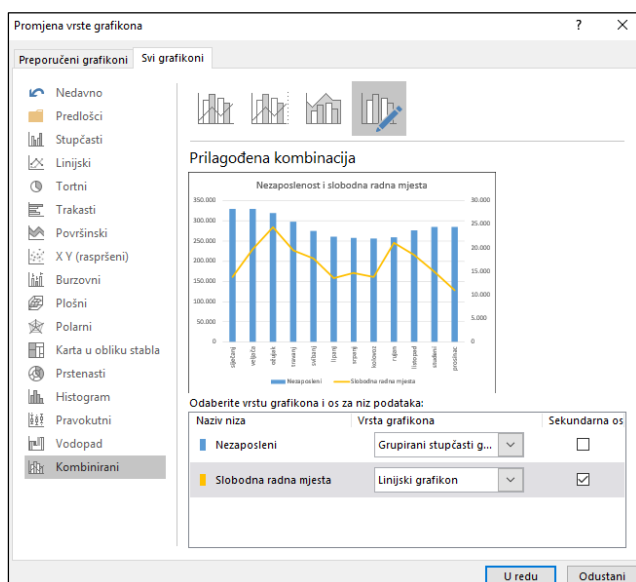 Promjena vrste grafikona
? X
Preporučeni grafikoni
Svi grafikoni
Nedavno
Predlošci
Stupčasti
Linijski
Tortni
Trakasti
Površinski
X Y (raspršeni)
Burzovni
Plošni
Polarni
Karta u obliku stabla
Prstenasti
Histogram
Pravokutni
Vodopad
Kombinirani
Prilagođena kombinacija
Nezaposlenost i slobodna radna mjesta
350.000
300.000
250.000
200.000
150.000
100.000
50.000
0
30.000
25.000
20.000
15.000
10.000
5.000
0
siječanj
veljača
ožujak
travanj
svibanj
lipanj
srpanj
kolovoz
rujan
listopad
studeni
prosinac
Nezaposleni Slobodna radna mjesta
Odaberite vrstu grafikona i os za niz podataka:
Naziv niza Vrsta grafikona Sekundarna os
Nezaposleni Grupirani stupčasti g...
Slobodna radna mjesta Linijski grafikon
U redu Odustani